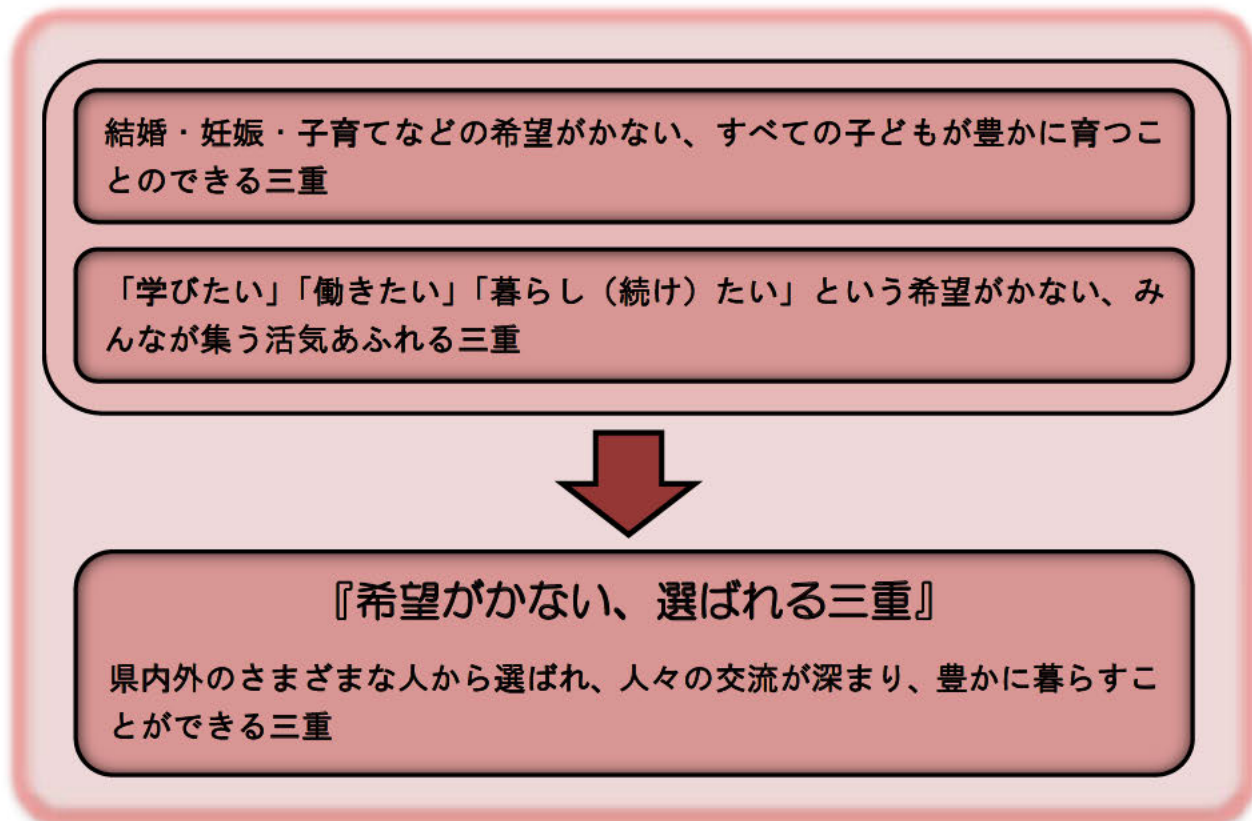 結婚・妊娠・子育てなどの希望がかない、すべての子どもが豊かに育つこ
とのできる三重
「学びたい」「働きたい」「暮らし（続け）たい」という希望がかない、み
んなが集う活気あふれる三重
『希望がかない、選ばれる三重』
県内外のさまざまな人から選ばれ、人々の交流が深まり、豊かに暮らすこ
とができる三重